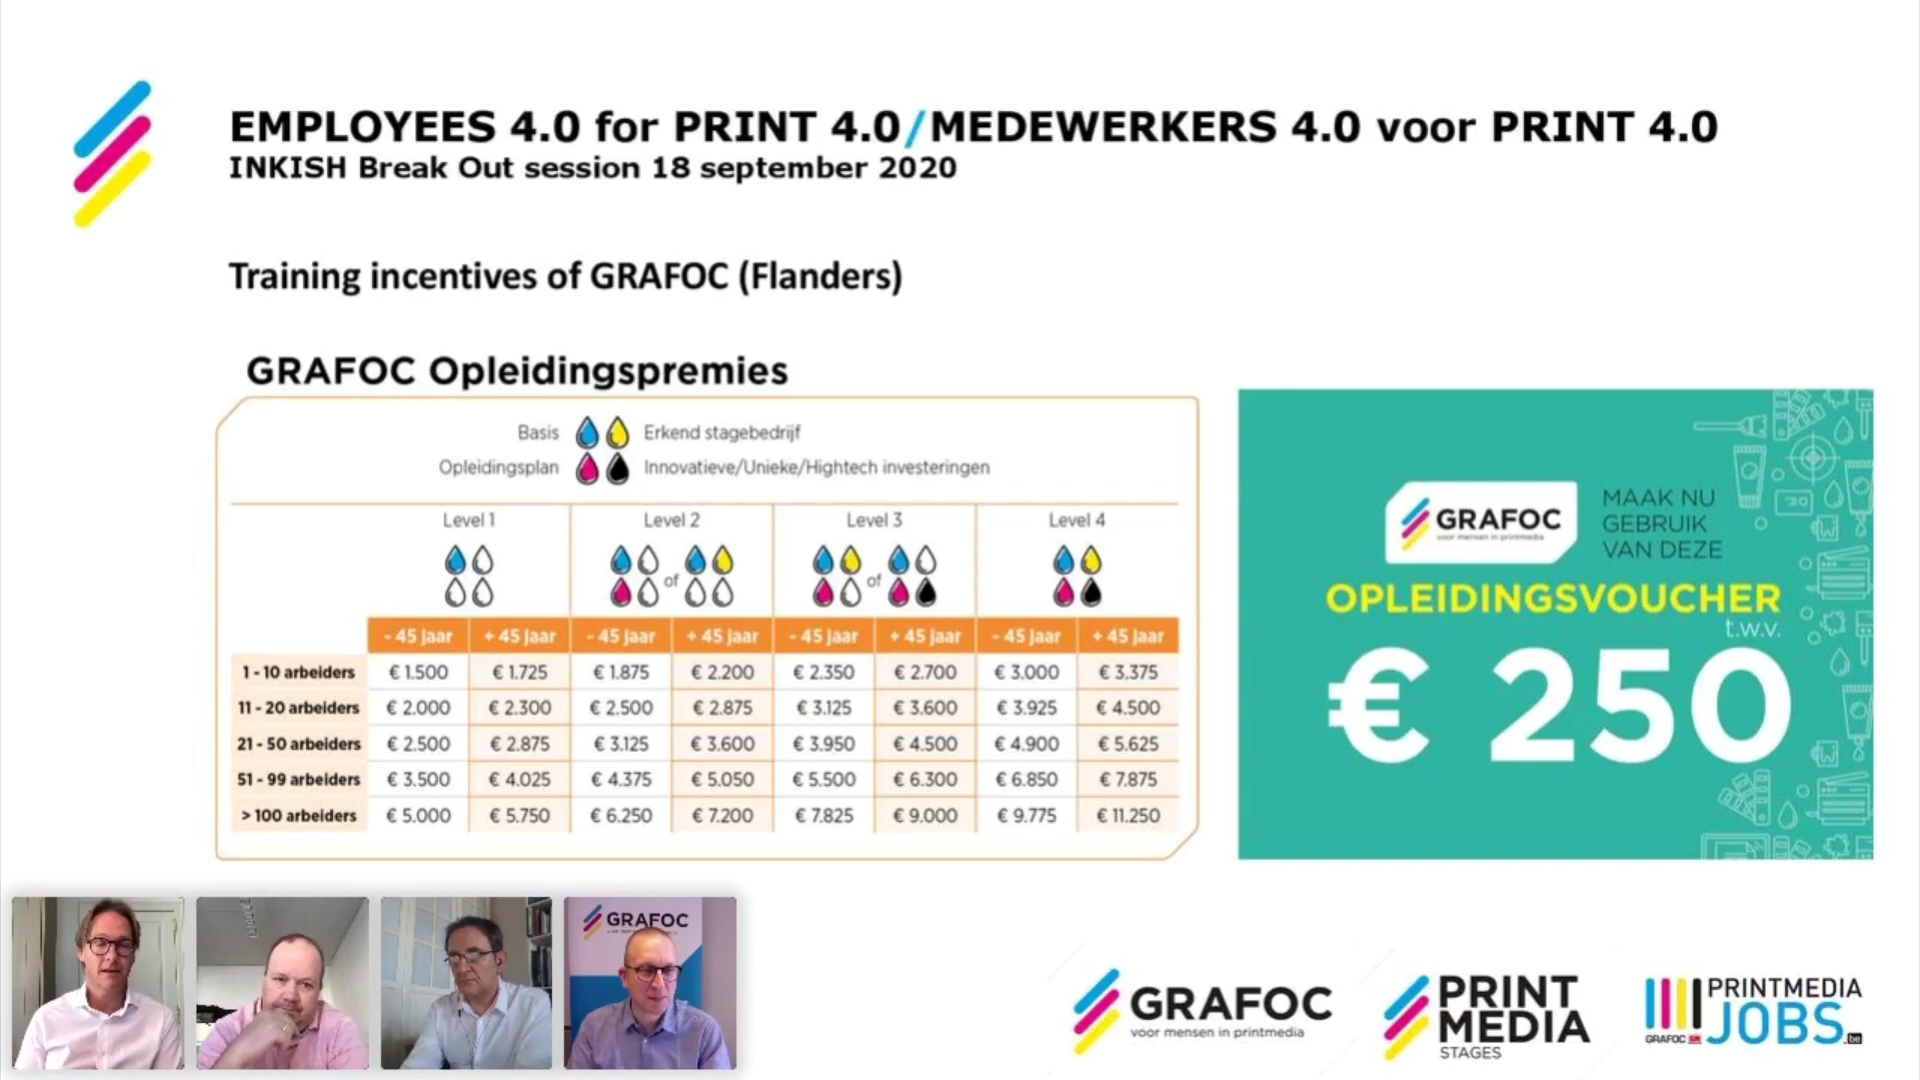 EMPLOYEES 4.0 for PRINT 4.0/MEDEWERKERS 4.0 voor PRINT 4.0
INKISH Break Out session 18 september 2020
Training incentives of GRAFOC (Flanders)
GRAFOC Opleidingspremies
Basis Erkend stagebedrijf
Opleidingsplan Innovatieve/Unieke/Hightech investeringen
Level 1 Level 2 Level 3 Level 4
of of
- 45 jaar + 45 jaar - 45 jaar + 45 jaar - 45 jaar + 45 jaar - 45 jaar + 45 jaar
1 - 10 arbeiders € 1.500 € 1.725 € 1.875 € 2.200 € 2.350 € 2.700 € 3.000 € 3.375
11 - 20 arbeiders € 2.000 € 2.300 € 2.500 € 2.875 € 3.125 € 3.600 € 3.925 € 4.500
21 - 50 arbeiders € 2.500 € 2.875 € 3.125 € 3.600 € 3.950 € 4.500 € 4.900 € 5.625
51 - 99 arbeiders € 3.500 € 4.025 € 4.375 € 5.050 € 5.500 € 6.300 € 6.850 € 7.875
> 100 arbeiders € 5.000 € 5.750 € 6.250 € 7.200 € 7.825 € 9.000 € 9.775 € 11.250
GRAFOC
voor mensen in printmedia
MAAK NU
GEBRUIK
VAN DEZE
OPLEIDINGSVOUCHER
t.w.v.
€ 250
GRAFOC
GRAFOC
voor mensen in printmedia
PRINT
MEDIA
STAGES
PRINTMEDIA
JOBS.be
GRAFOC